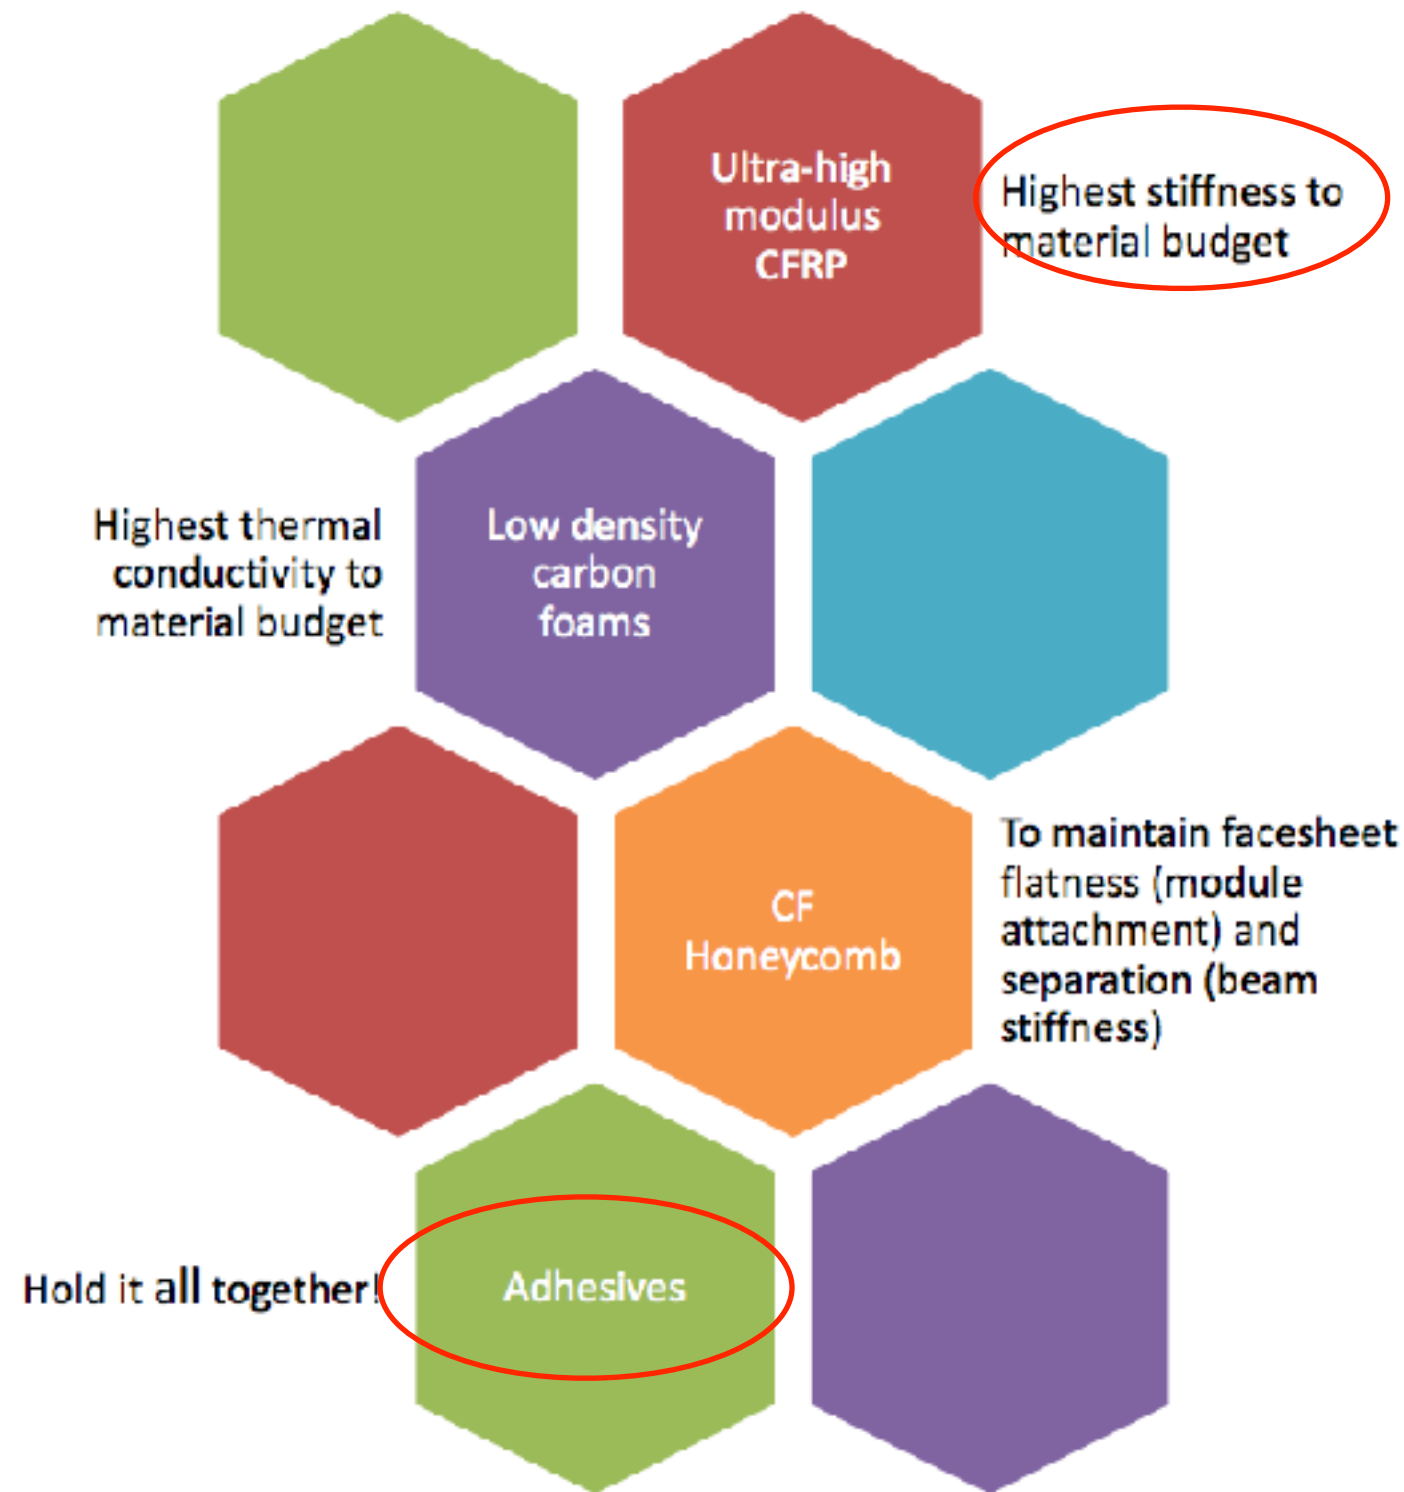 Ultra-high
modulus
CFRP
Highest stiffness to
material budget
Highest thermal
conductivity to
material budget
Low density
carbon
foams
CF
Honeycomb
To maintain facesheet
flatness (module
attachment) and
separation (beam
stiffness)
Hold it all together!
Adhesives